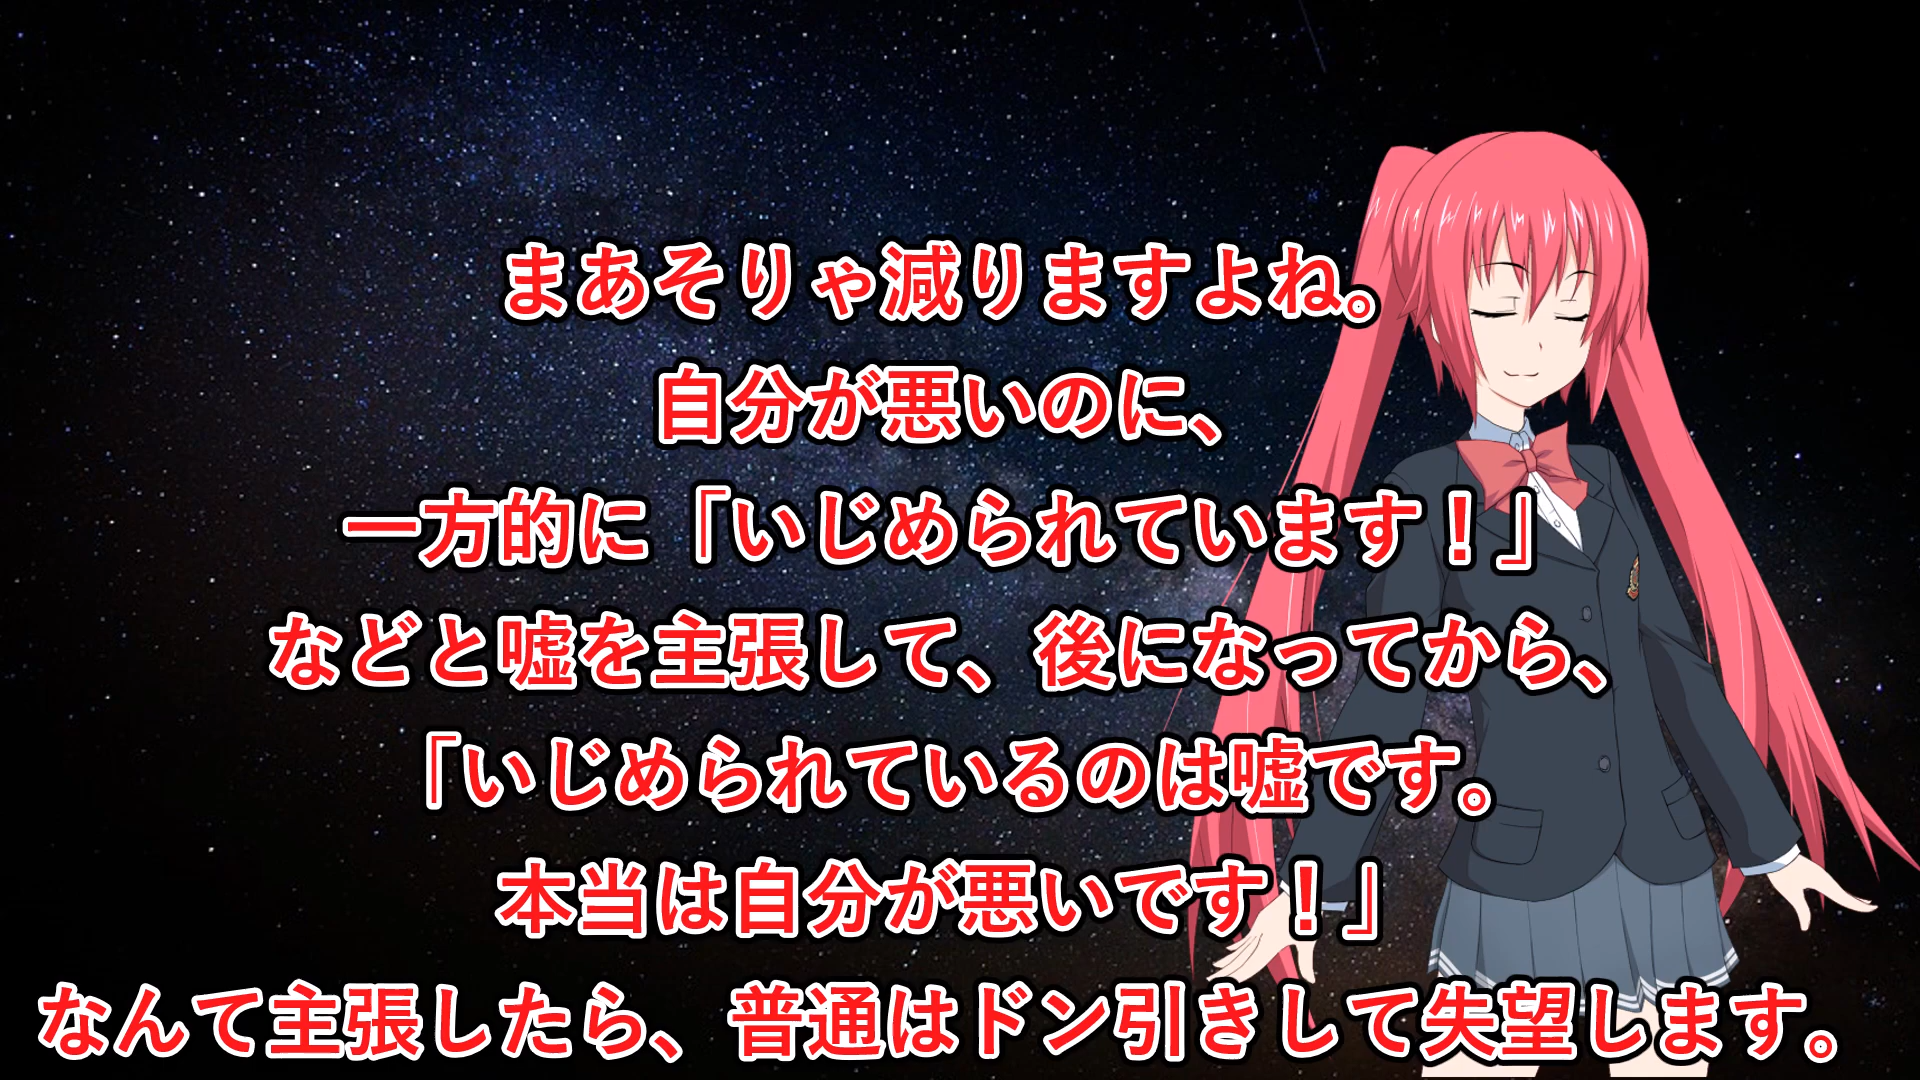 まあそりゃ減りますよね。
自分が悪いのに、
一方的に「いじめられています！」
などと嘘を主張して、後になってから、
「いじめられているのは嘘です。
本当は自分が悪いです！」
なんて主張したら、普通はドン引きして失望します。